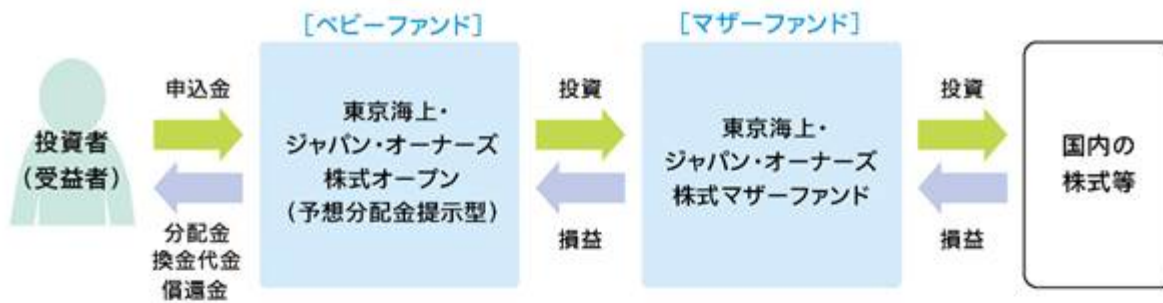 [ベビーファンド]
[マザーファンド]
投資者
(受益者)
申込金
分配金
換金代金
償還金
東京海上・
ジャパン・オーナーズ
株式オープン
(予想分配金提示型)
投資
損益
東京海上・
ジャパン・オーナーズ
株式マザーファンド
投資
損益
国内の
株式等